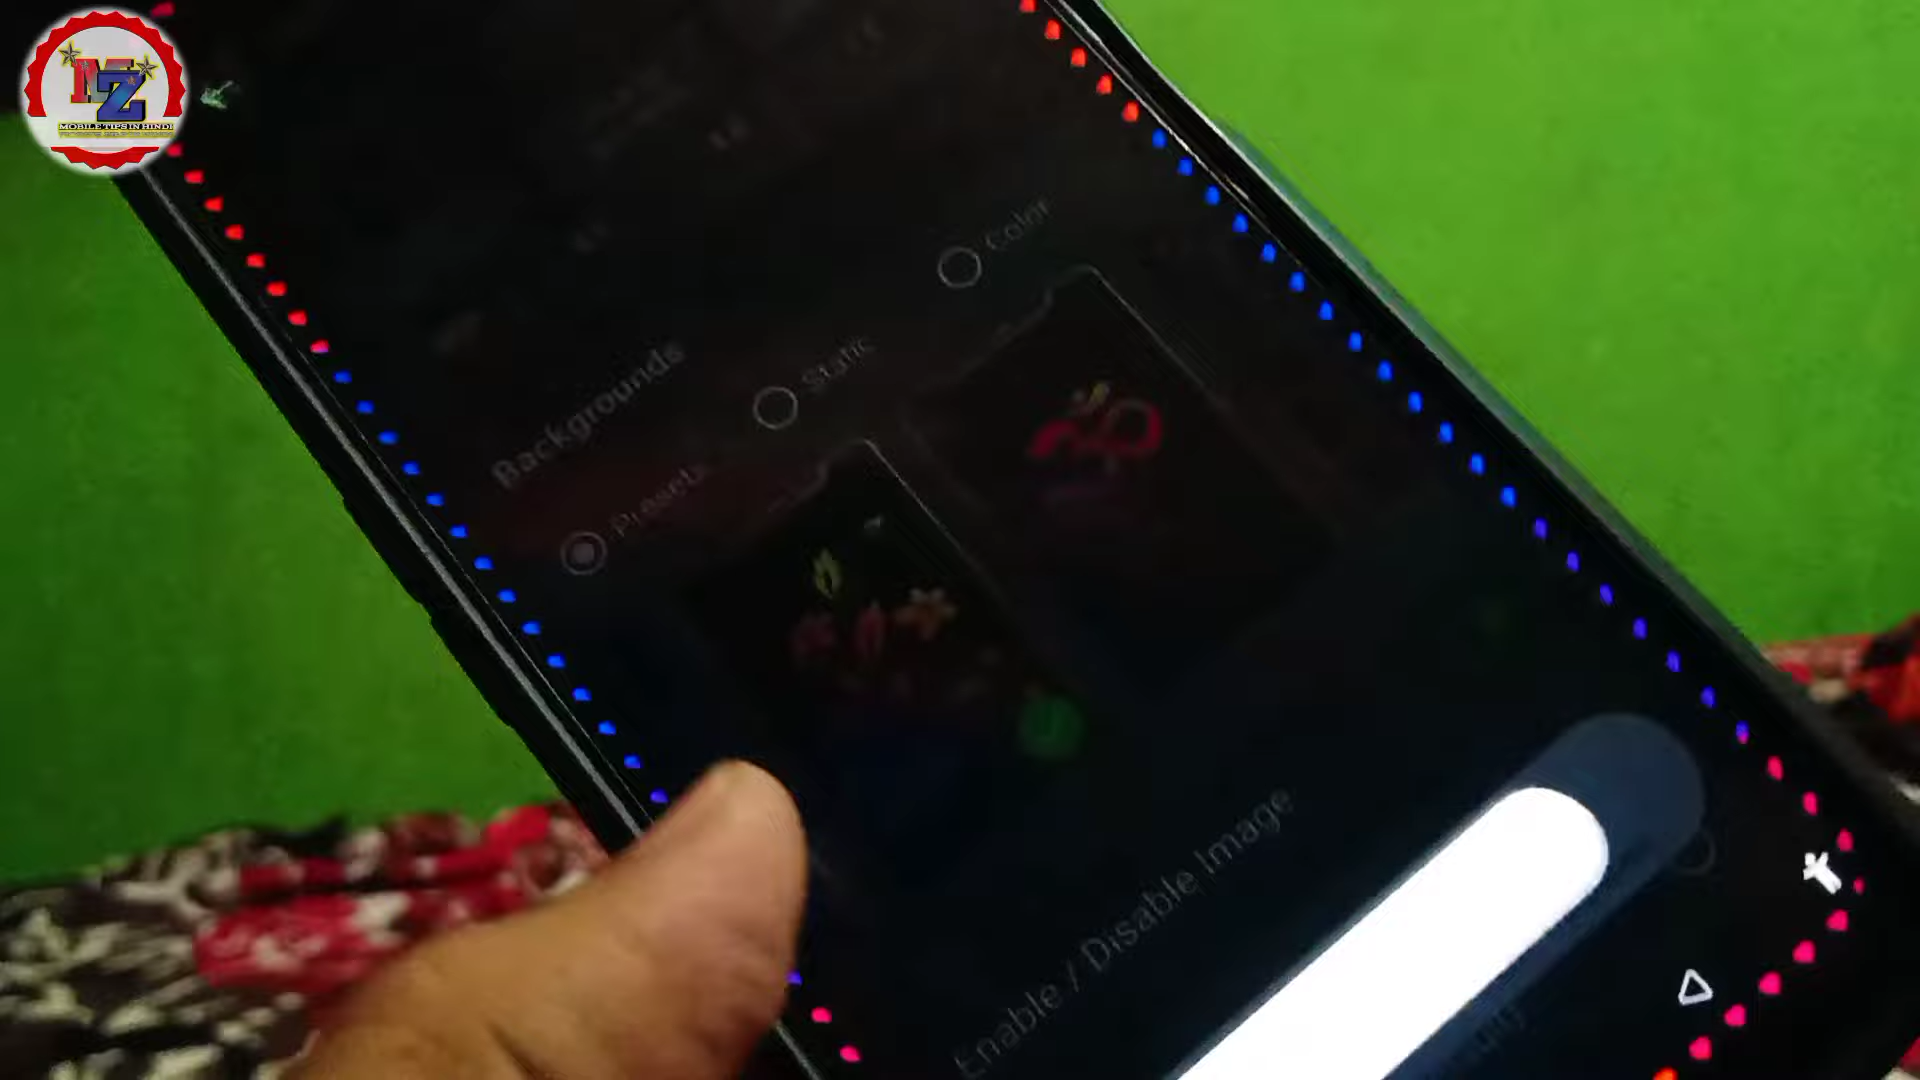 MZ
MOBILE TIPS IN HINDI
Color
Static
Backgrounds
Presets
Enable / Disable Image